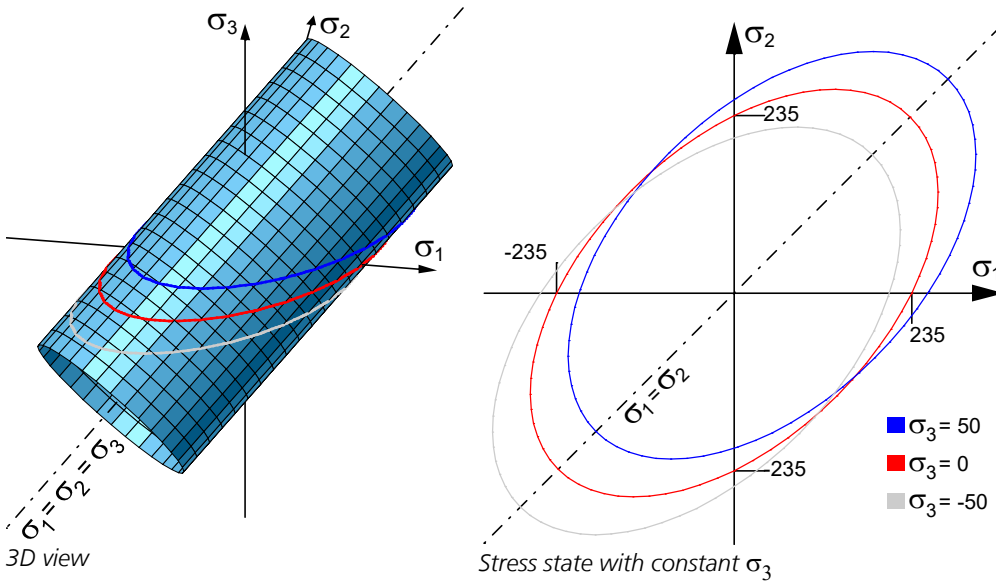 σ3
σ2
σ1
σ1 = σ2 = σ3
3D view
σ2
235
-235
σ1
235
σ1 = σ2
-235
σ3 = 50
σ3 = 0
σ3 = -50
Stress state with constant σ3